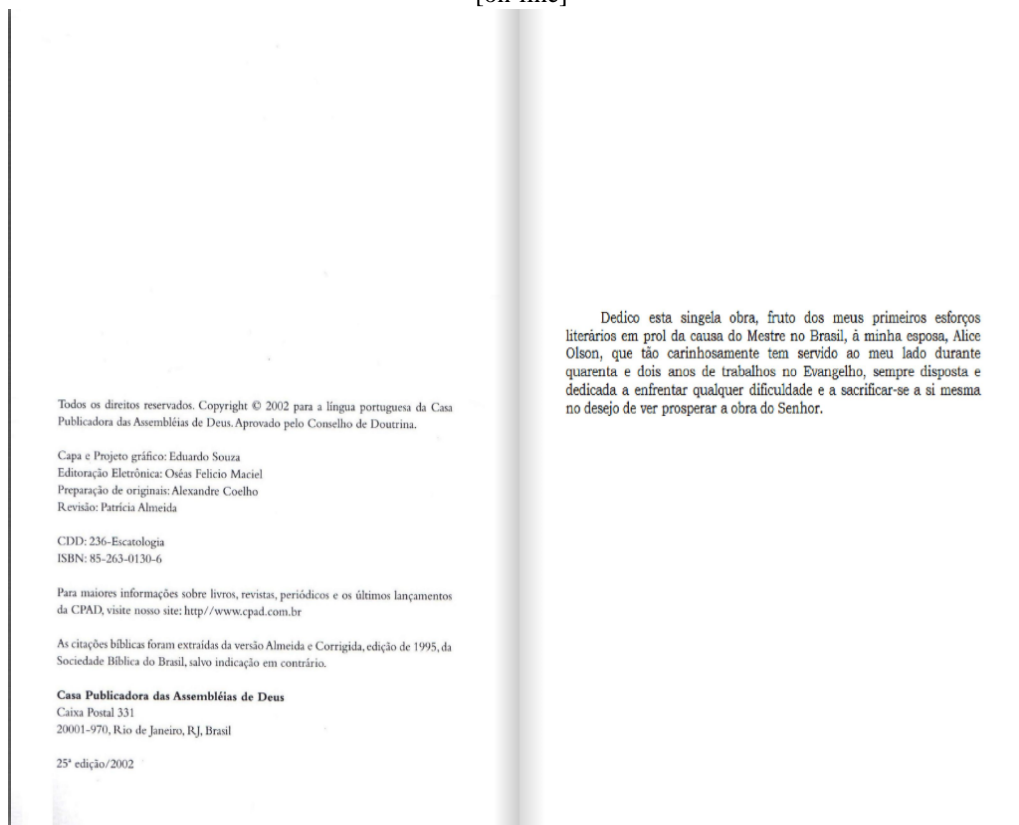 [on-line]
Todos os direitos reservados. Copyright © 2002 para a língua portuguesa da Casa
Publicadora das Assembléias de Deus. Aprovado pelo Conselho de Doutrina.
Capa e Projeto gráfico: Eduardo Souza
Editoração Eletrônica: Oséas Felicio Maciel
Preparação de originais: Alexandre Coelho
Revisão: Patrícia Almeida
CDD: 236-Escatologia
ISBN: 85-263-0130-6
Para maiores informações sobre livros, revistas, periódicos e os últimos lançamentos
da CPAD, visite nosso site: http//www.cpad.com.br
As citações bíblicas foram extraídas da versão Almeida e Corrigida, edição de 1995, da
Sociedade Bíblica do Brasil, salvo indicação em contrário.
Casa Publicadora das Assembléias de Deus
Caixa Postal 331
20001-970, Rio de Janeiro, RJ, Brasil
25ª edição/2002
Dedico esta singela obra, fruto dos meus primeiros esforços
literários em prol da causa do Mestre no Brasil, à minha esposa, Alice
Olson, que tão carinhosamente tem servido ao meu lado durante
quarenta e dois anos de trabalhos no Evangelho, sempre disposta e
dedicada a enfrentar qualquer dificuldade e a sacrificar-se a si mesma
no desejo de ver prosperar a obra do Senhor.